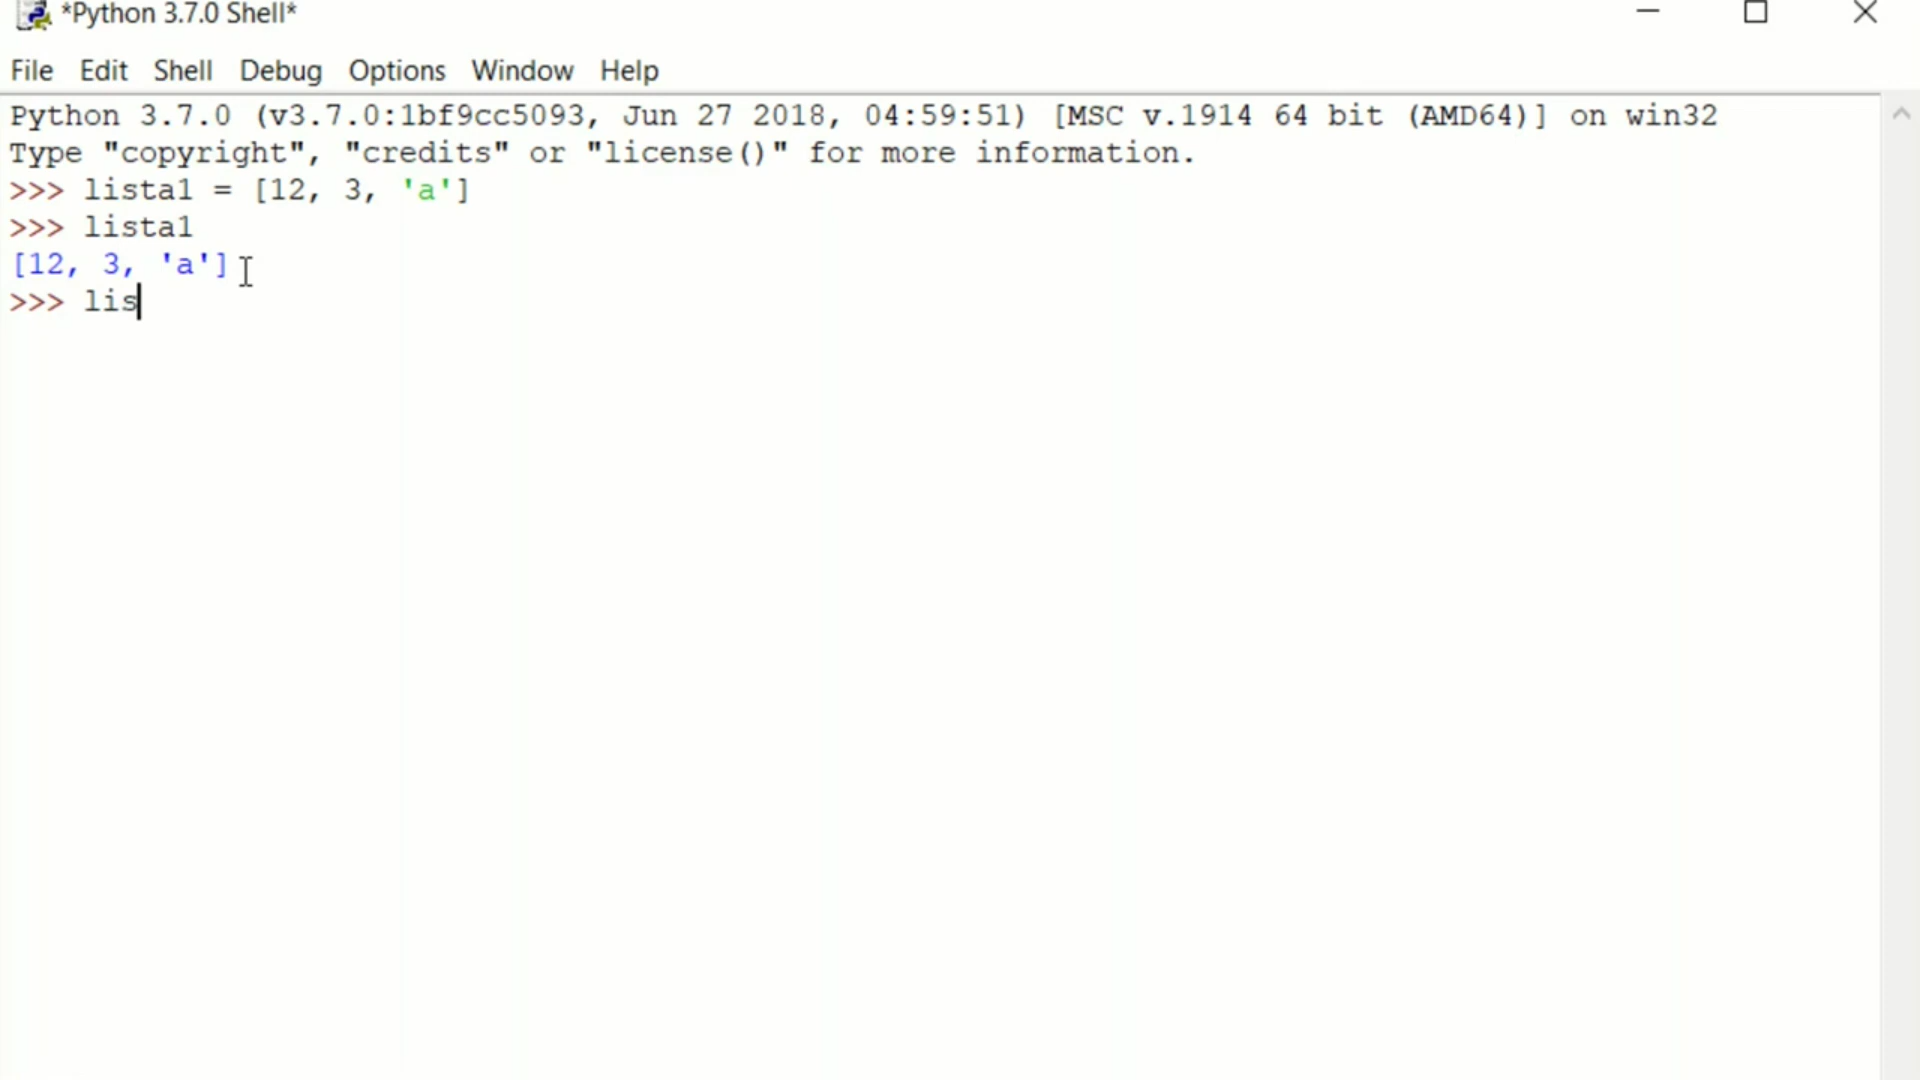 *Python 3.7.0 Shell*
File Edit Shell Debug Options Window Help
Python 3.7.0 (v3.7.0:1bf9cc5093, Jun 27 2018, 04:59:51) [MSC v.1914 64 bit (AMD64)] on win32
Type "copyright", "credits" or "license()" for more information.
>>> lista1 = [12, 3, 'a']
>>> lista1
[12, 3, 'a']
>>> lis